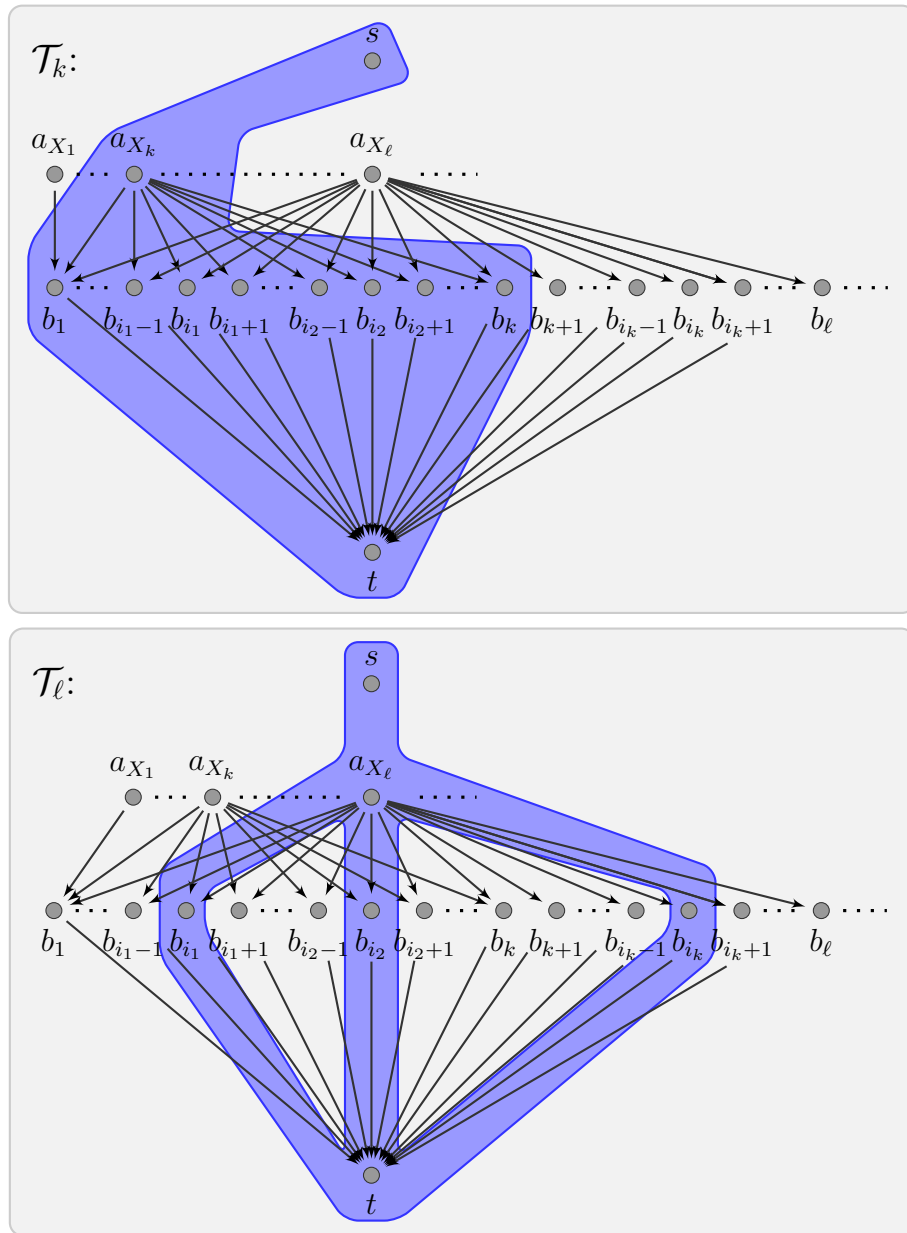 s
𝒯_k:
a_{X_1} a_{X_k} a_{X_ℓ}
b_1 b_{i_1−1} b_{i_1} b_{i_1+1} b_{i_2−1} b_{i_2} b_{i_2+1} b_k b_{k+1} b_{i_k−1} b_{i_k} b_{i_k+1} b_ℓ
t
s
𝒯_ℓ:
a_{X_1} a_{X_k} a_{X_ℓ}
b_1 b_{i_1−1} b_{i_1} b_{i_1+1} b_{i_2−1} b_{i_2} b_{i_2+1} b_k b_{k+1} b_{i_k−1} b_{i_k} b_{i_k+1} b_ℓ
t